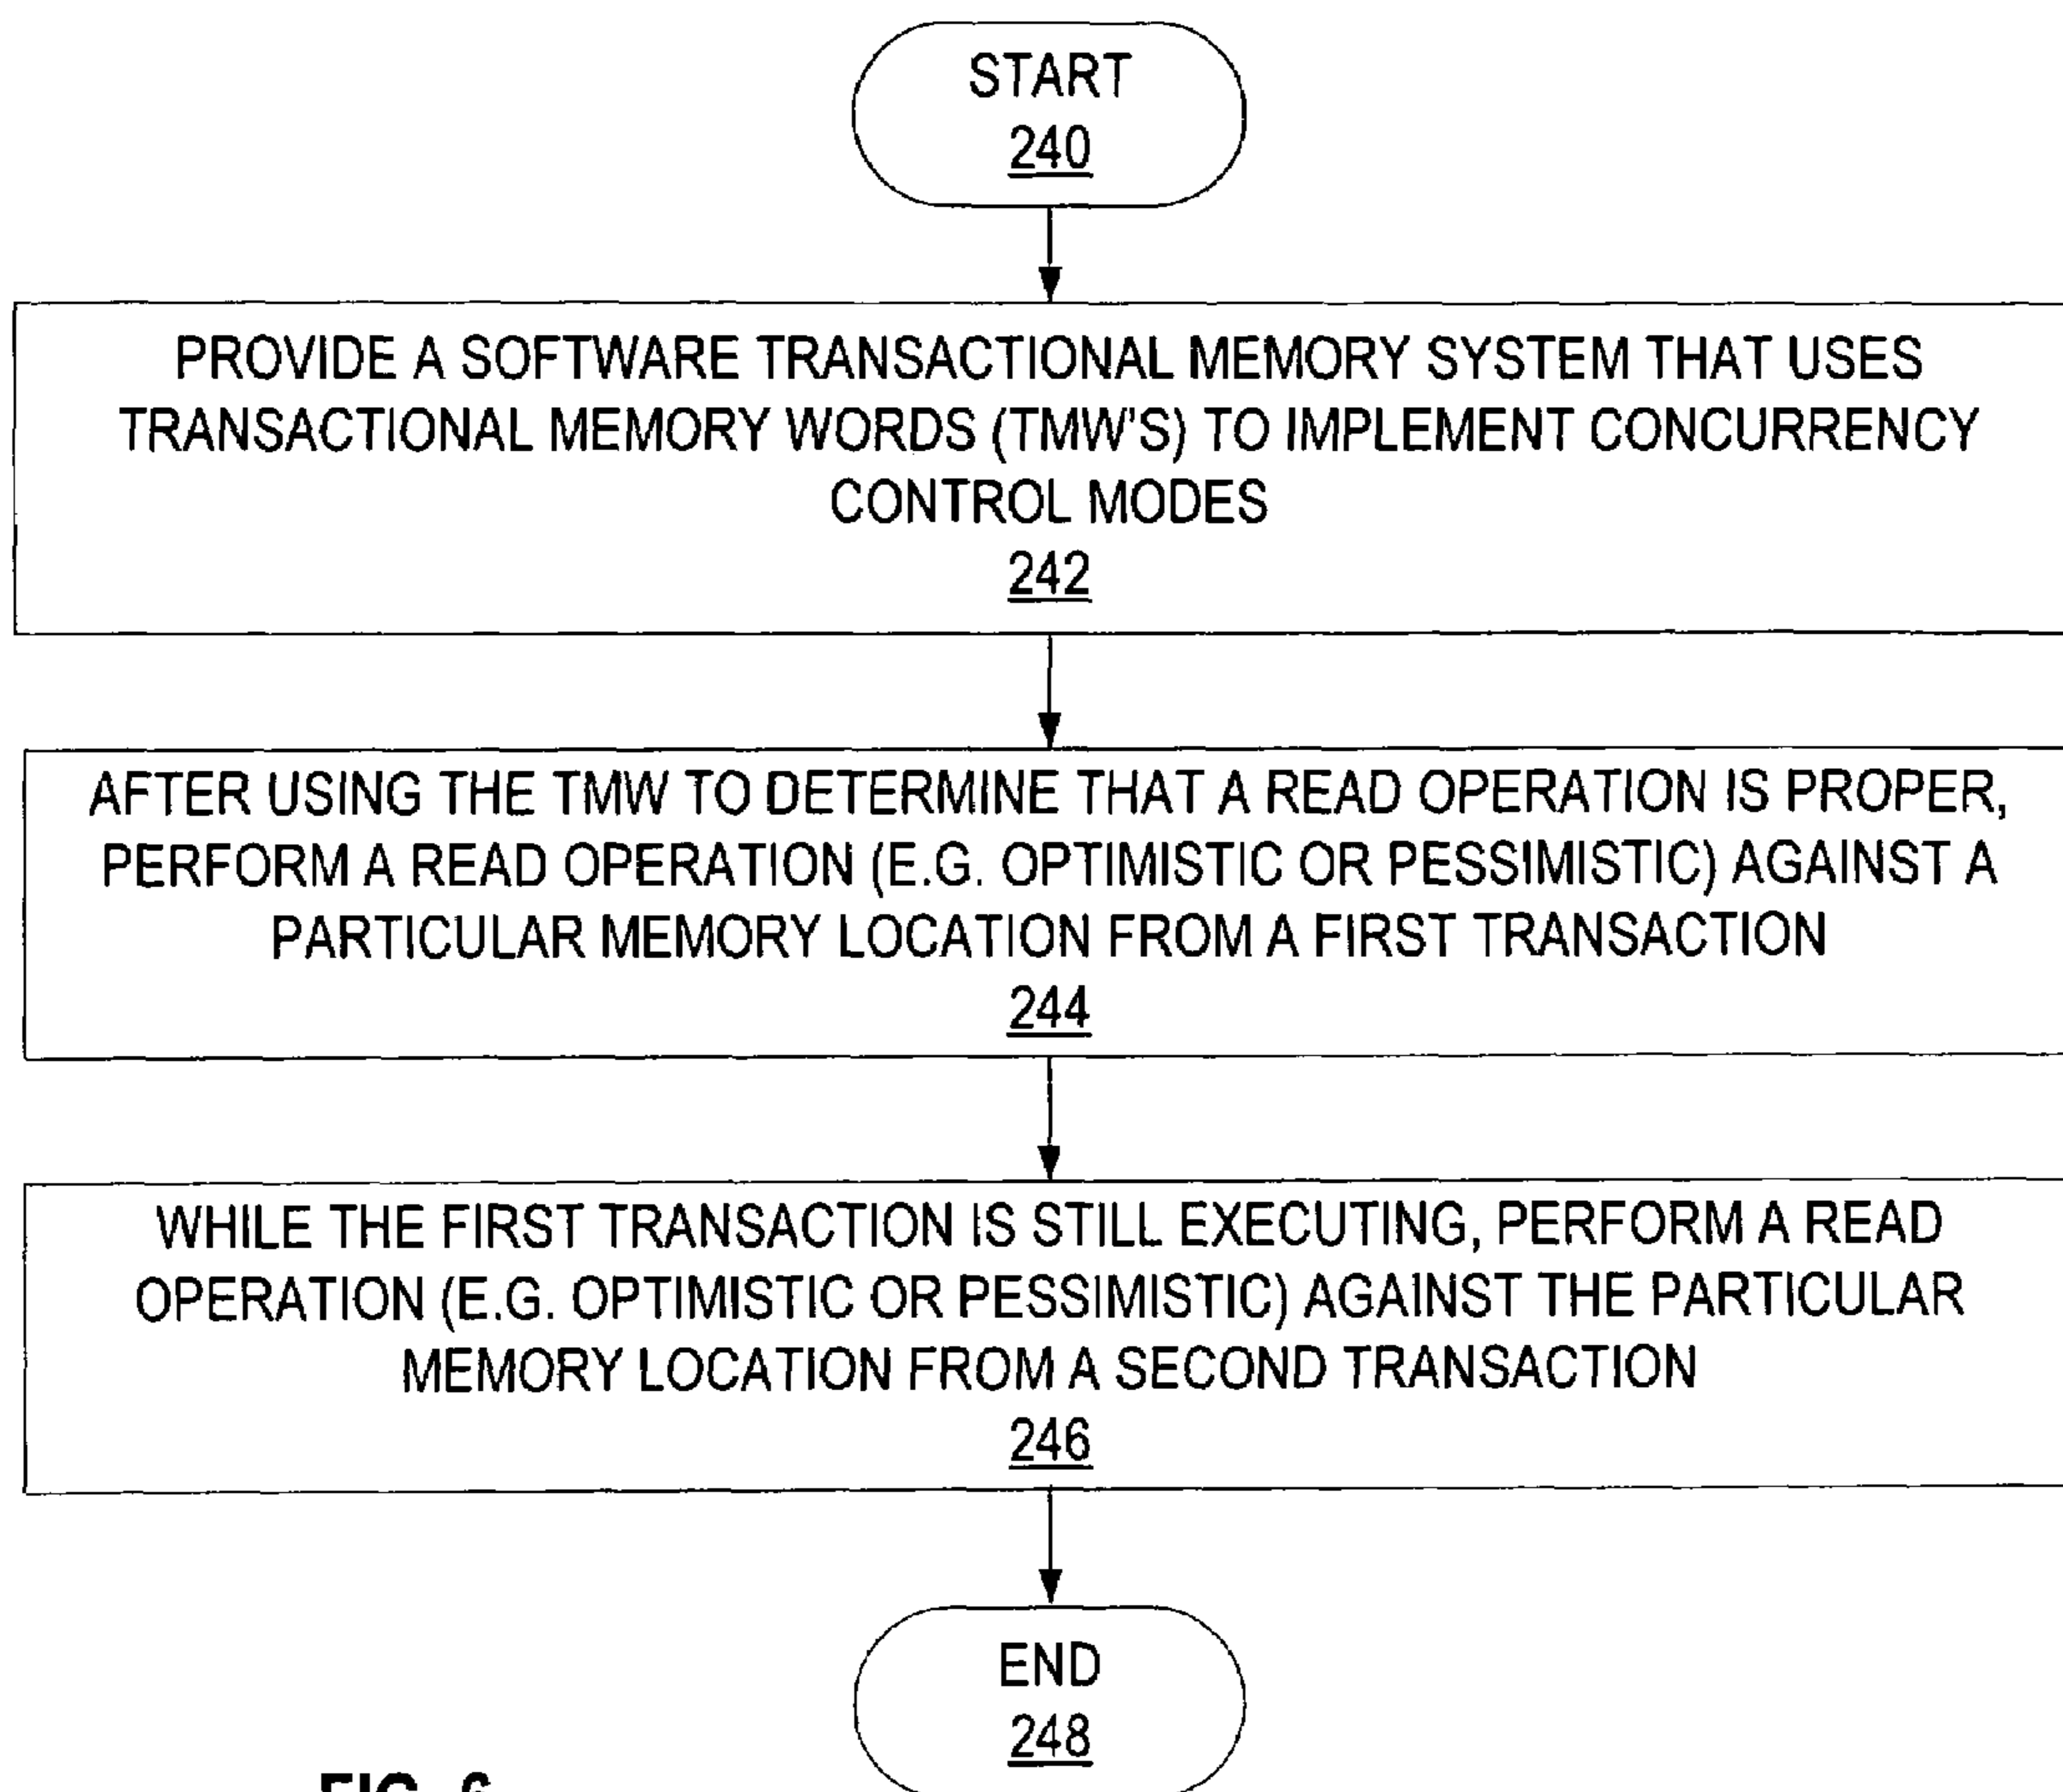 START
240
PROVIDE A SOFTWARE TRANSACTIONAL MEMORY SYSTEM THAT USES
TRANSACTIONAL MEMORY WORDS (TMW'S) TO IMPLEMENT CONCURRENCY
CONTROL MODES
242
AFTER USING THE TMW TO DETERMINE THAT A READ OPERATION IS PROPER,
PERFORM A READ OPERATION (E.G. OPTIMISTIC OR PESSIMISTIC) AGAINST A
PARTICULAR MEMORY LOCATION FROM A FIRST TRANSACTION
244
WHILE THE FIRST TRANSACTION IS STILL EXECUTING, PERFORM A READ
OPERATION (E.G. OPTIMISTIC OR PESSIMISTIC) AGAINST THE PARTICULAR
MEMORY LOCATION FROM A SECOND TRANSACTION
246
END
248
FIG. 6